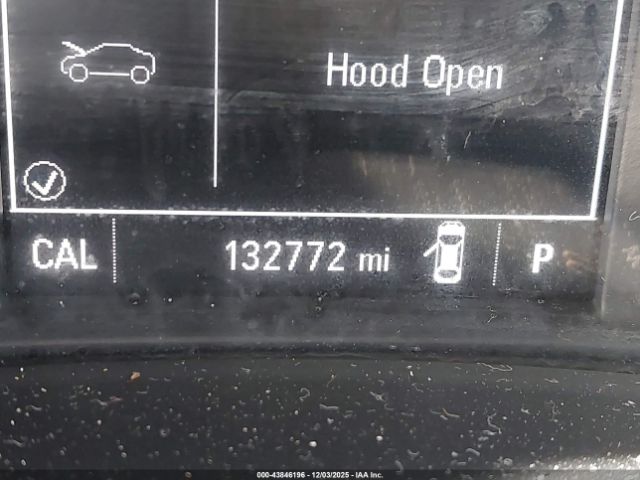 Hood Open
CAL 132772 mi P
000-43846196 - 12/03/2025 - IAA Inc.